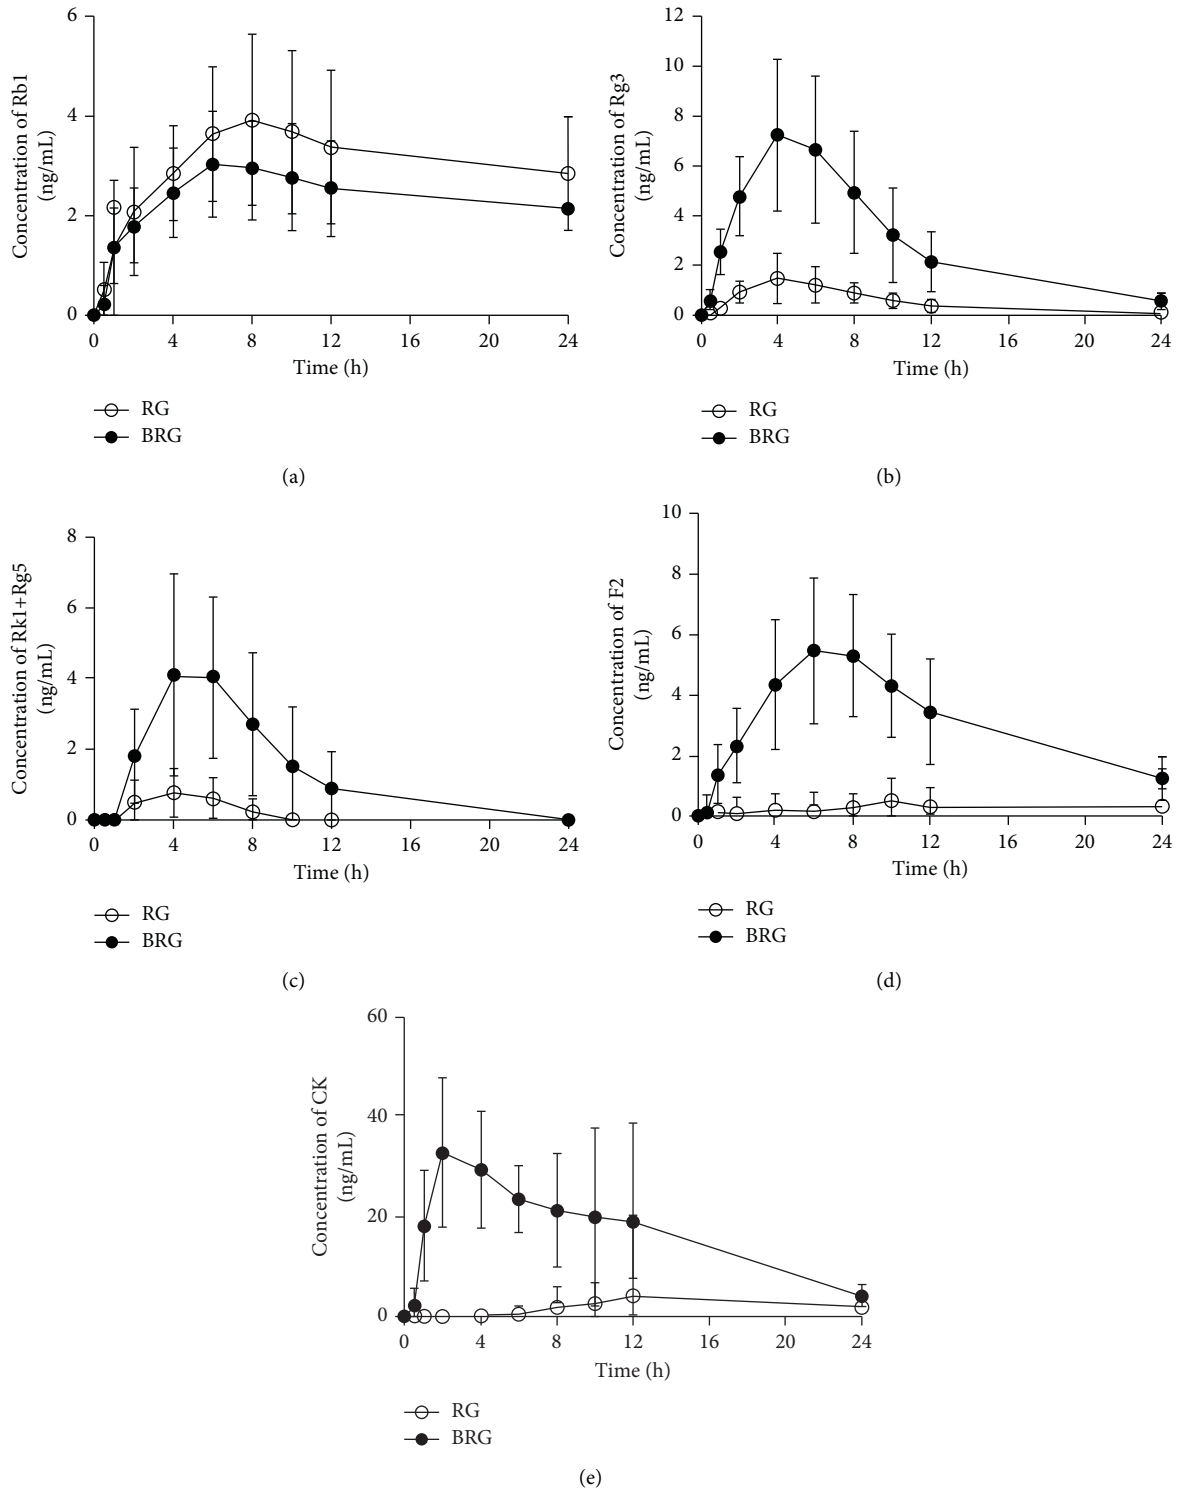 6
4
2
0
Concentration of Rb1
(ng/mL)
0 4 8 12 16 20 24
Time (h)
RG
BRG
(a)
12
10
8
6
4
2
0
Concentration of Rg3
(ng/mL)
0 4 8 12 16 20 24
Time (h)
RG
BRG
(b)
8
6
4
2
0
Concentration of Rk1+Rg5
(ng/mL)
0 4 8 12 16 20 24
Time (h)
RG
BRG
(c)
10
8
6
4
2
0
Concentration of F2
(ng/mL)
0 4 8 12 16 20 24
Time (h)
RG
BRG
(d)
60
40
20
0
Concentration of CK
(ng/mL)
0 4 8 12 16 20 24
Time (h)
RG
BRG
(e)